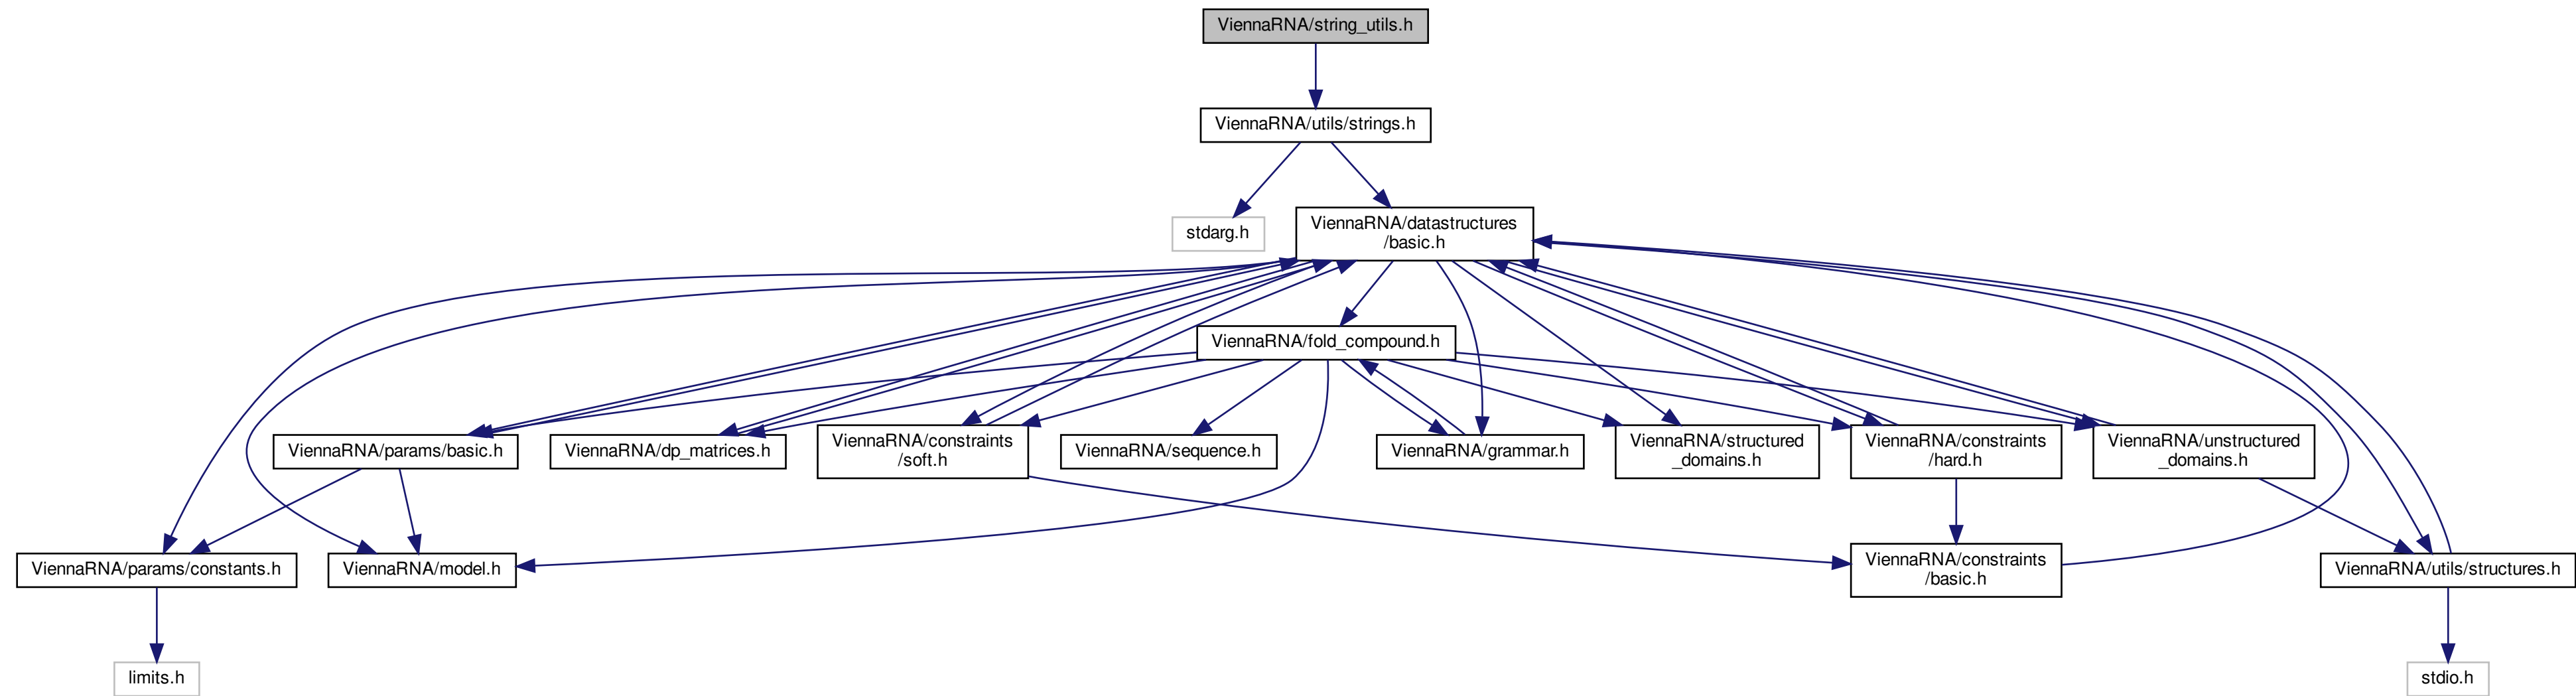 ViennaRNA/string_utils.h
ViennaRNA/utils/strings.h
stdarg.h
ViennaRNA/datastructures
/basic.h
ViennaRNA/fold_compound.h
ViennaRNA/params/basic.h
ViennaRNA/dp_matrices.h
ViennaRNA/constraints
/soft.h
ViennaRNA/sequence.h
ViennaRNA/grammar.h
ViennaRNA/structured
_domains.h
ViennaRNA/constraints
/hard.h
ViennaRNA/unstructured
_domains.h
ViennaRNA/params/constants.h
ViennaRNA/model.h
ViennaRNA/constraints
/basic.h
ViennaRNA/utils/structures.h
limits.h
stdio.h